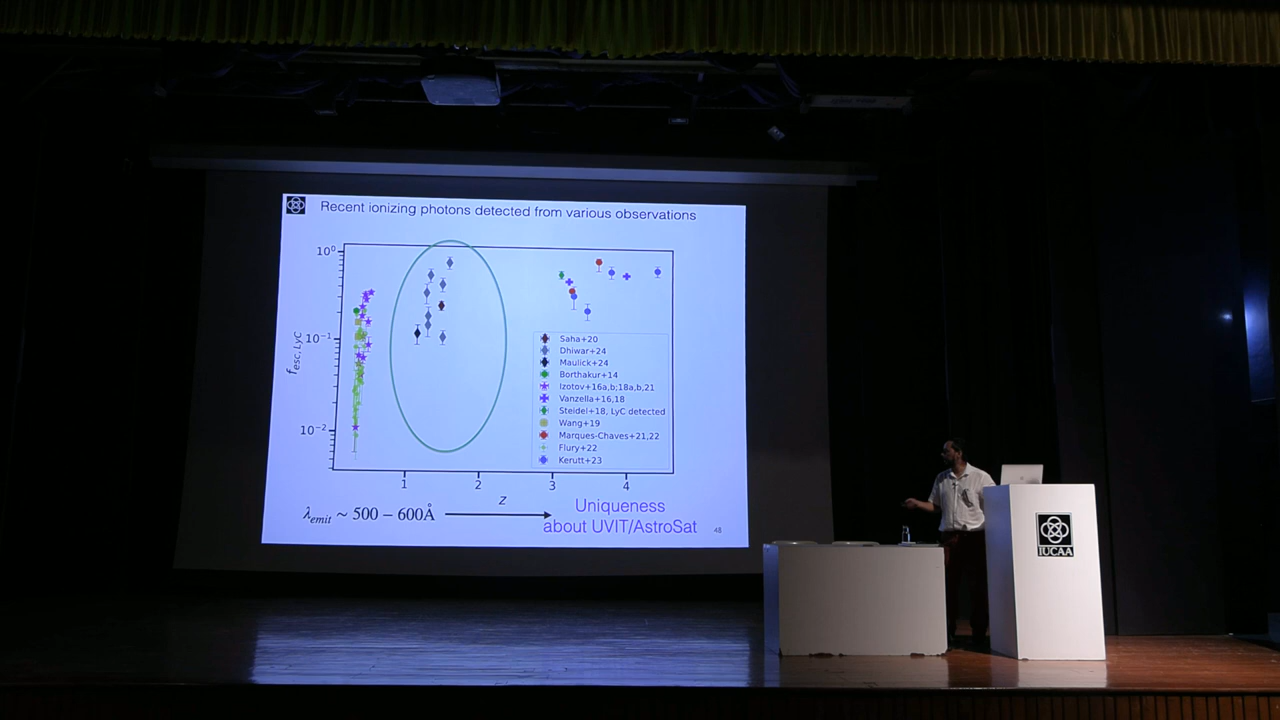 Recent ionizing photons detected from various observations
10⁰
10⁻¹
10⁻²
f_esc,LyC
Saha+20
Dhiwar+24
Maulick+24
Borthakur+14
Izotov+16a,b;18a,b,21
Vanzella+16,18
Steidel+18, LyC detected
Wang+19
Marques-Chaves+21,22
Flury+22
Kerutt+23
1 2 3 4
z
λ_emit ~ 500 – 600Å
Uniqueness
about UVIT/AstroSat
48
IUCAA